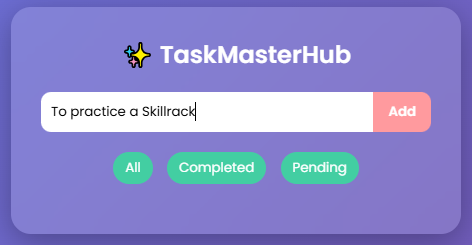 TaskMasterHub
To practice a Skillrack Add
All Completed Pending